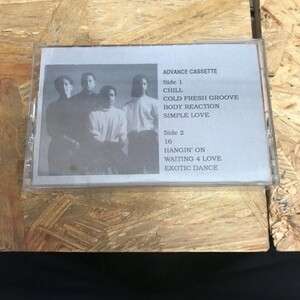 ADVANCE CASSETTE
Side 1
CHILL
COLD FRESH GROOVE
BODY REACTION
SIMPLE LOVE
Side 2
16
HANGIN' ON
WAITING 4 LOVE
EXOTIC DANCE